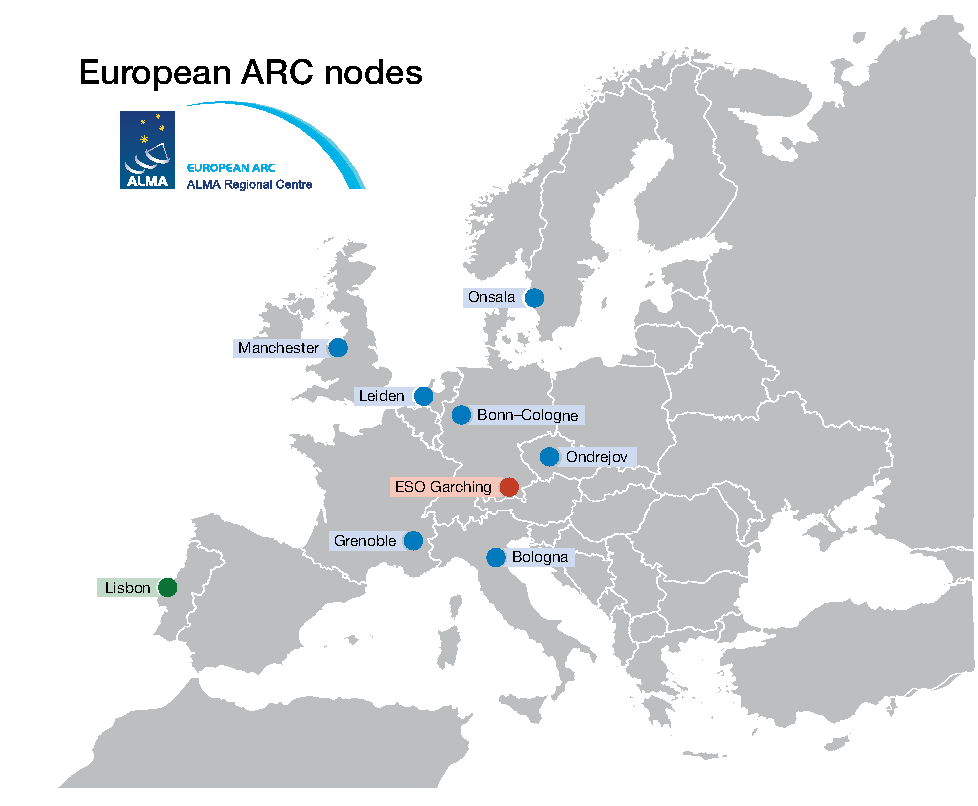 European ARC nodes
ALMA
EUROPEAN ARC
ALMA Regional Centre
Onsala
Manchester
Leiden
Bonn–Cologne
Ondrejov
ESO Garching
Grenoble
Bologna
Lisbon